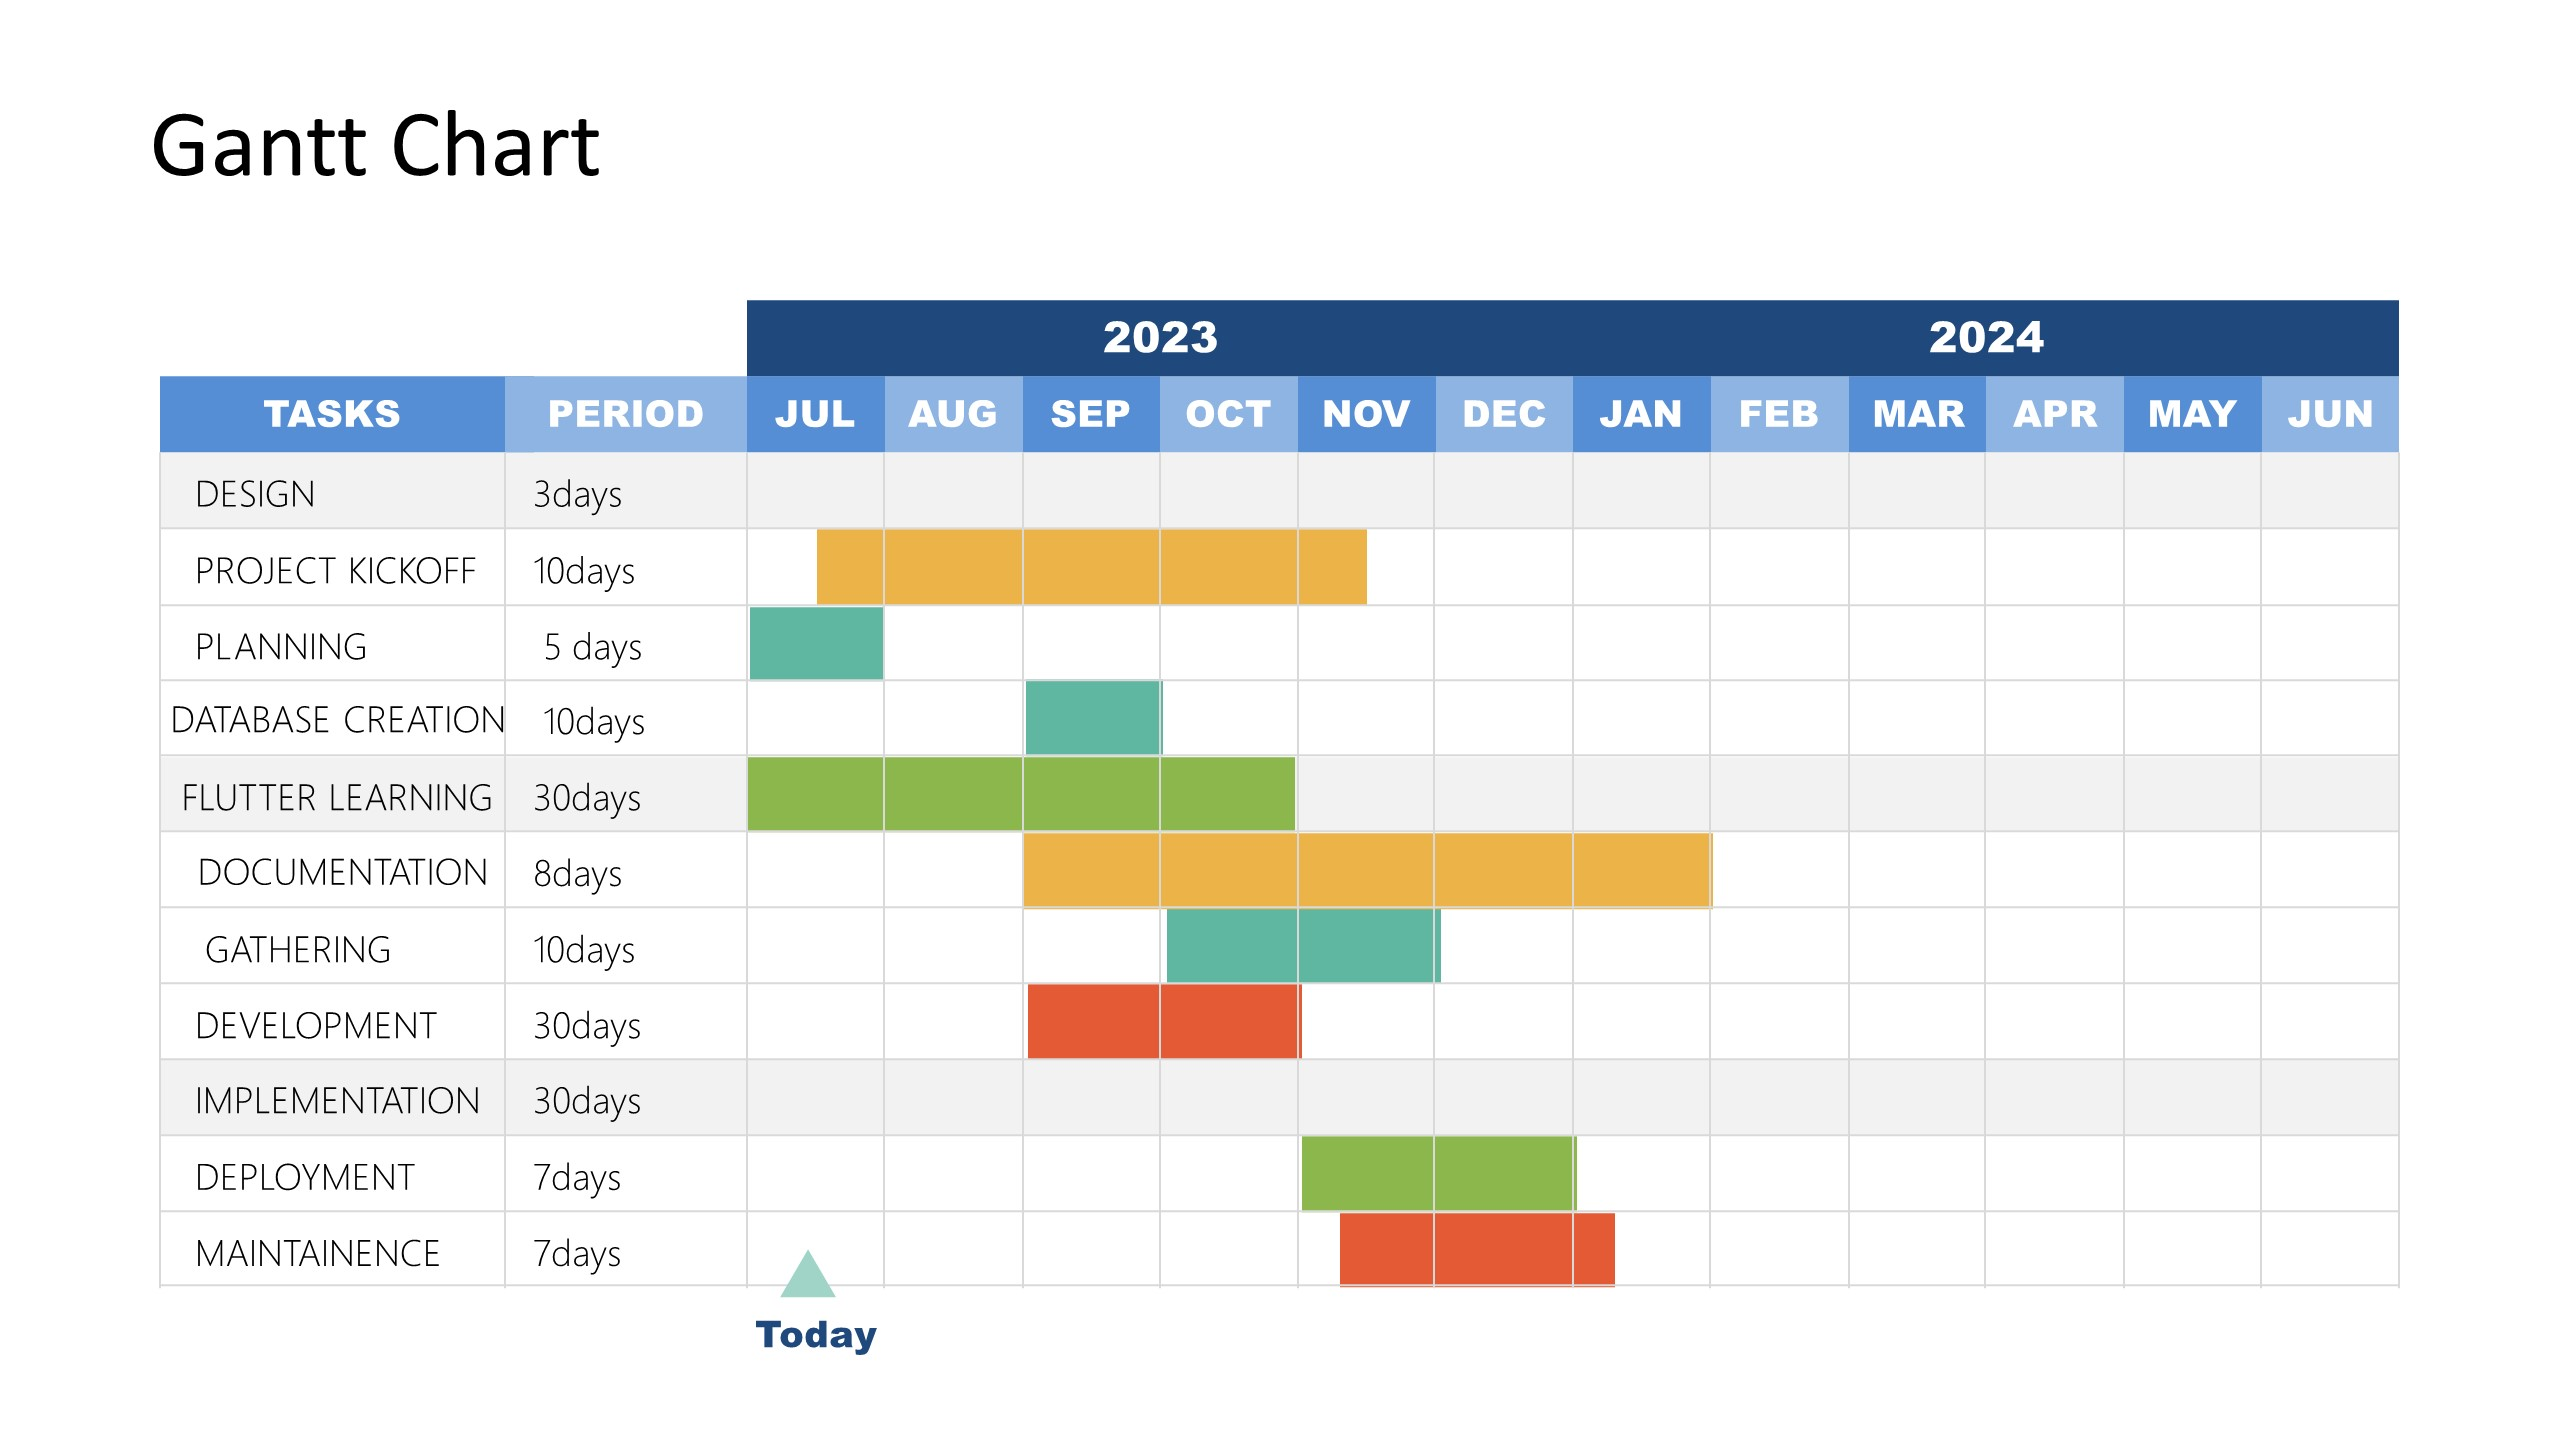 Gantt Chart
2023 2024
TASKS PERIOD JUL AUG SEP OCT NOV DEC JAN FEB MAR APR MAY JUN
DESIGN 3days
PROJECT KICKOFF 10days
PLANNING 5 days
DATABASE CREATION 10days
FLUTTER LEARNING 30days
DOCUMENTATION 8days
GATHERING 10days
DEVELOPMENT 30days
IMPLEMENTATION 30days
DEPLOYMENT 7days
MAINTAINENCE 7days
Today